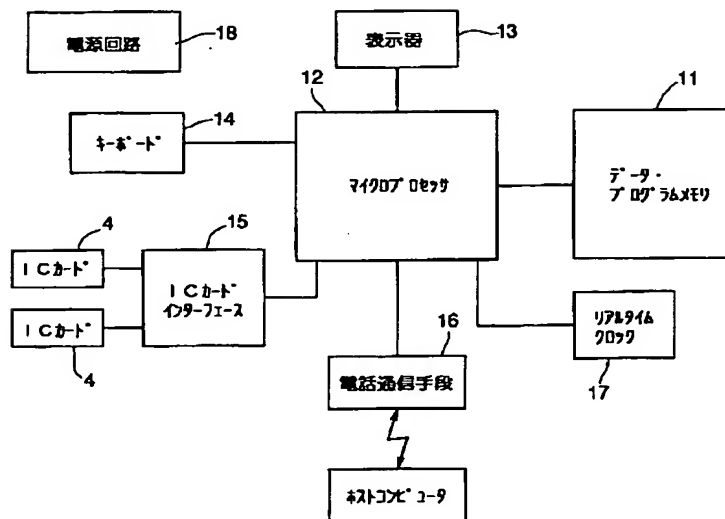 電源回路
18
表示器
13
12
11
14
キーボード
マイクロプロセッサ
データ・
プログラムメモリ
4
15
ICカード
ICカード
インターフェース
ICカード
4
16
リアルタイム
クロック
17
電話通信手段
ホストコンピュータ